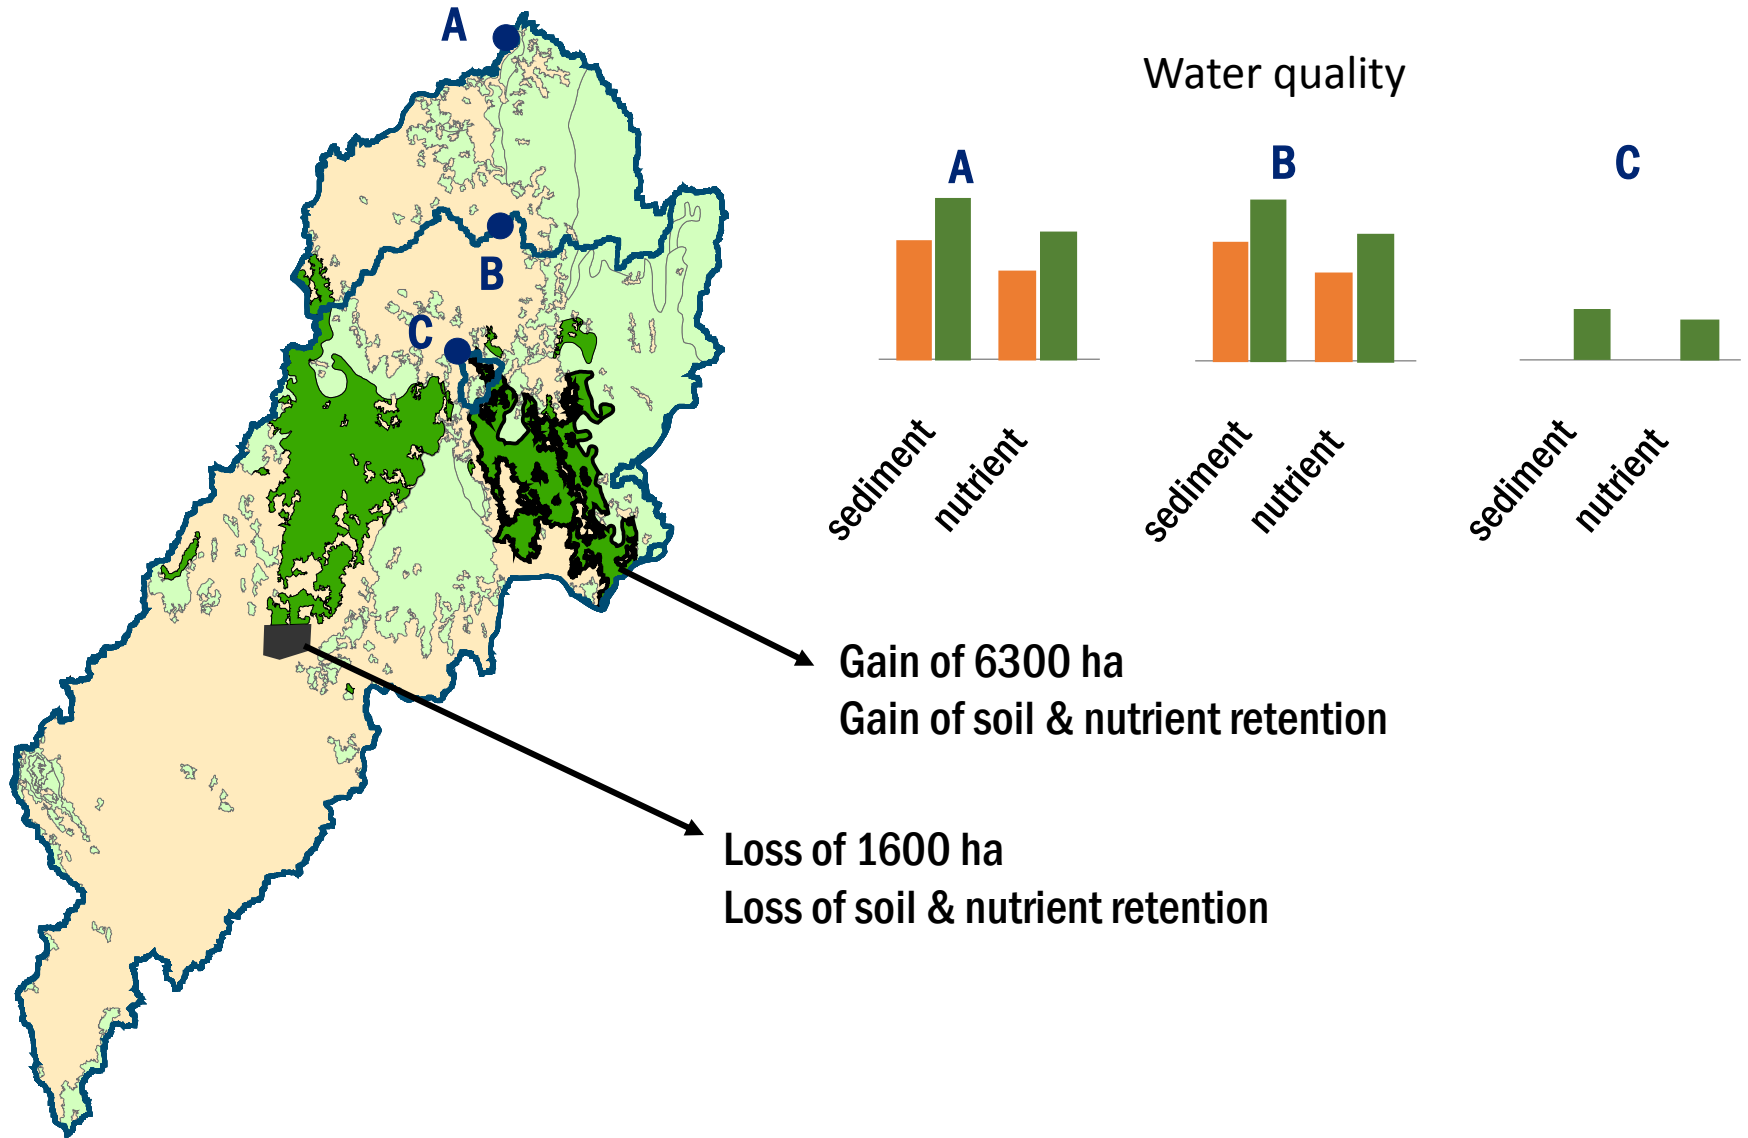 A
B
C
Water quality
A
B
C
sediment
nutrient
sediment
nutrient
sediment
nutrient
Gain of 6300 ha
Gain of soil & nutrient retention
Loss of 1600 ha
Loss of soil & nutrient retention